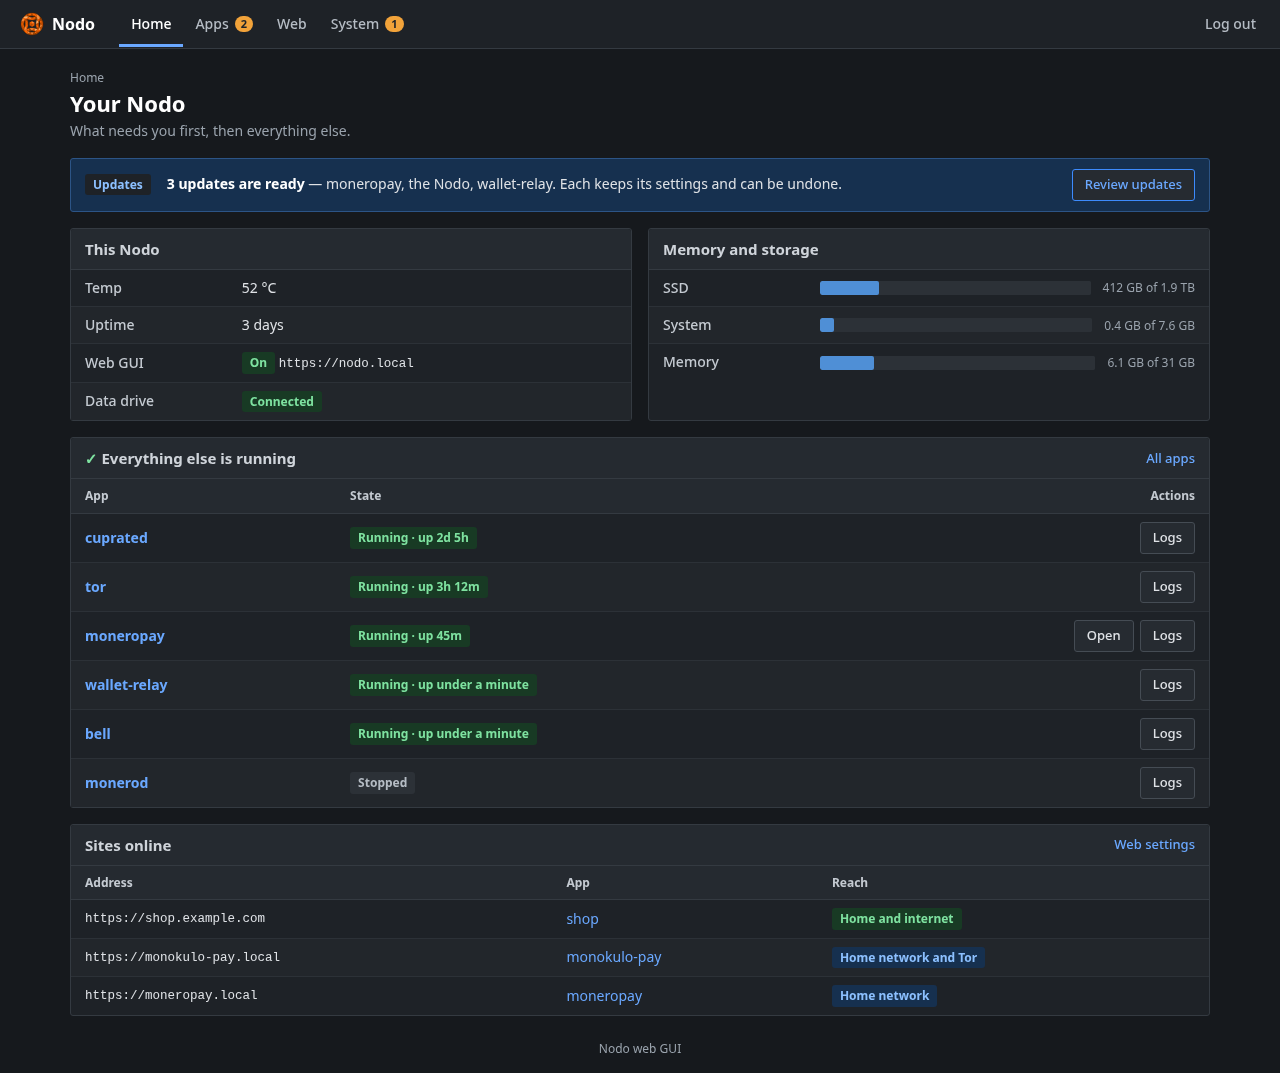 Nodo
Home
Apps 2
Web
System 1
Log out
Home
Your Nodo
What needs you first, then everything else.
Updates 3 updates are ready — moneropay, the Nodo, wallet-relay. Each keeps its settings and can be undone. Review updates
This Nodo
Temp 52 °C
Uptime 3 days
Web GUI On https://nodo.local
Data drive Connected
Memory and storage
SSD 412 GB of 1.9 TB
System 0.4 GB of 7.6 GB
Memory 6.1 GB of 31 GB
✓ Everything else is running All apps
App State Actions
cuprated Running · up 2d 5h Logs
tor Running · up 3h 12m Logs
moneropay Running · up 45m Open Logs
wallet-relay Running · up under a minute Logs
bell Running · up under a minute Logs
monerod Stopped Logs
Sites online Web settings
Address App Reach
https://shop.example.com shop Home and internet
https://monokulo-pay.local monokulo-pay Home network and Tor
https://moneropay.local moneropay Home network
Nodo web GUI